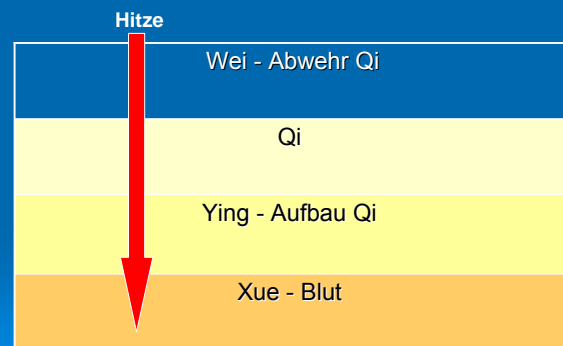 Hitze
Wei - Abwehr Qi
Qi
Ying - Aufbau Qi
Xue - Blut